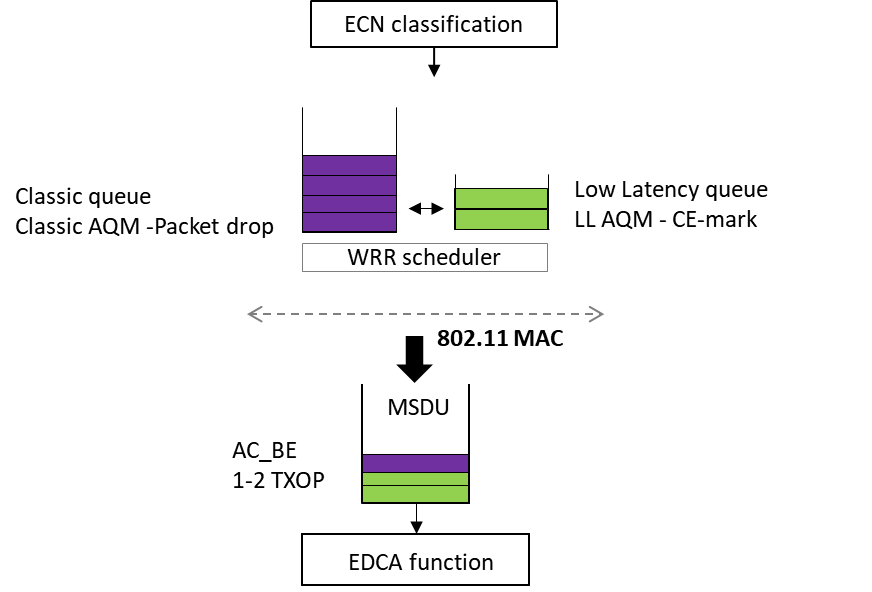 ECN classification
Classic queue
Classic AQM -Packet drop
Low Latency queue
LL AQM - CE-mark
WRR scheduler
802.11 MAC
MSDU
AC_BE
1-2 TXOP
EDCA function